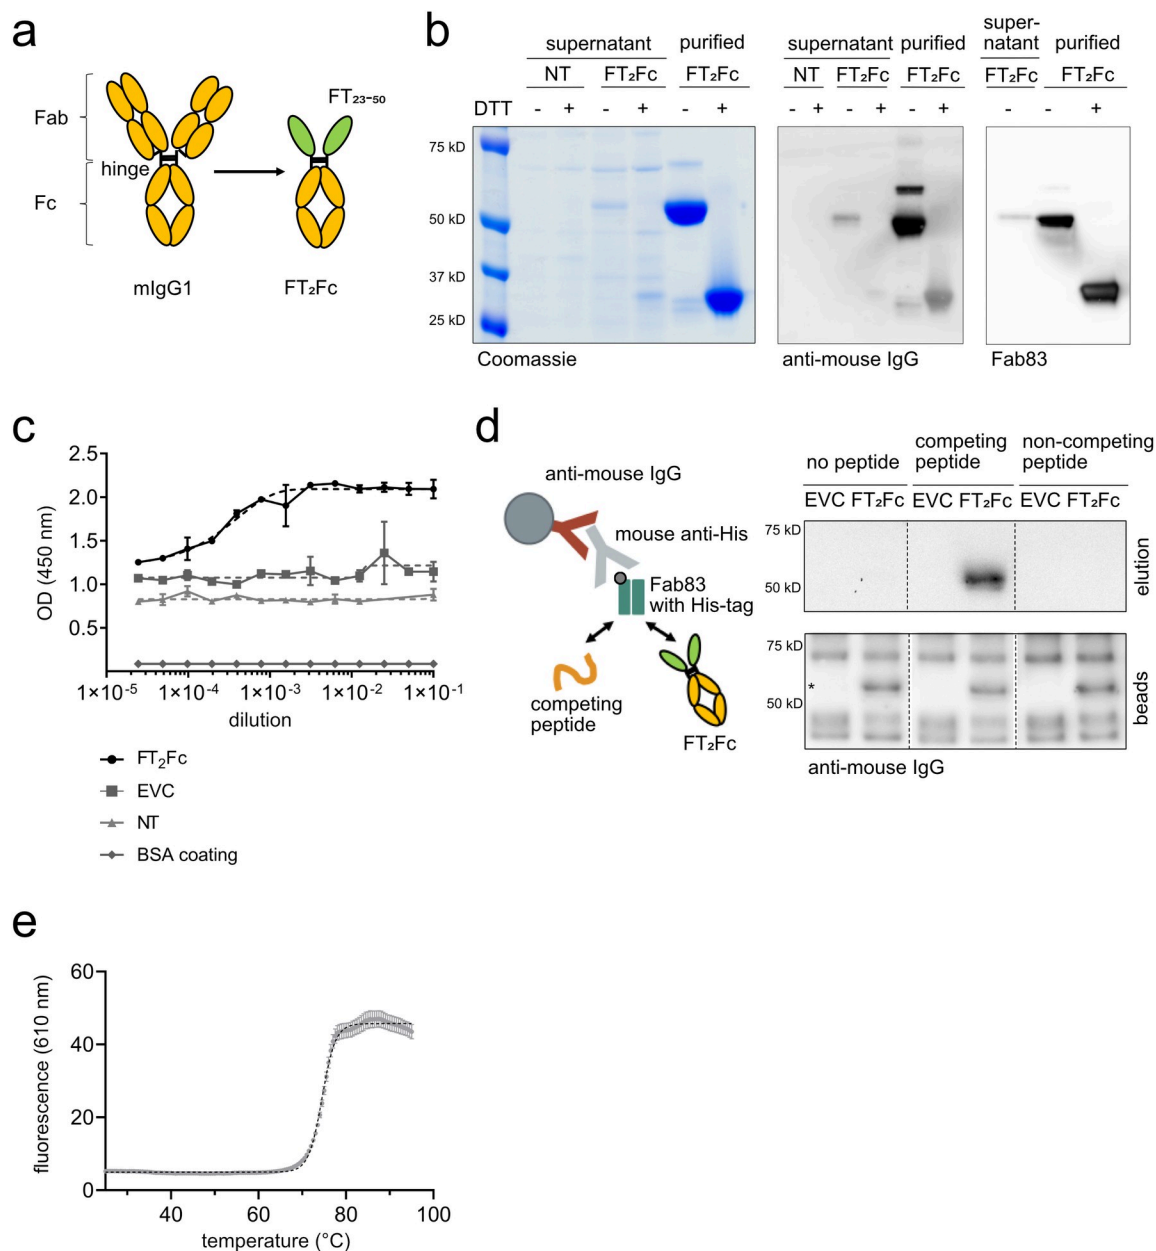 a
Fab
hinge
Fc
FT₂₃₋₅₀
mIgG1
FT₂Fc
b
supernatant
purified
NT
FT₂Fc
FT₂Fc
DTT
-
+
-
+
-
+
75 kD
50 kD
37 kD
25 kD
Coomassie
supernatant
purified
NT
FT₂Fc
FT₂Fc
-
+
-
+
-
+
anti-mouse IgG
super-
natant
purified
FT₂Fc
FT₂Fc
-
-
+
Fab83
c
OD (450 nm)
2.5
2.0
1.5
1.0
0.5
1×10⁻⁵
1×10⁻⁴
1×10⁻³
1×10⁻²
1×10⁻¹
dilution
FT₂Fc
EVC
NT
BSA coating
d
anti-mouse IgG
mouse anti-His
Fab83
with His-tag
competing
peptide
FT₂Fc
no peptide
competing
peptide
non-competing
peptide
EVC FT₂Fc
EVC FT₂Fc
EVC FT₂Fc
75 kD
50 kD
elution
75 kD
*
50 kD
beads
anti-mouse IgG
e
fluorescence (610 nm)
60
40
20
0
40
60
80
100
temperature (°C)